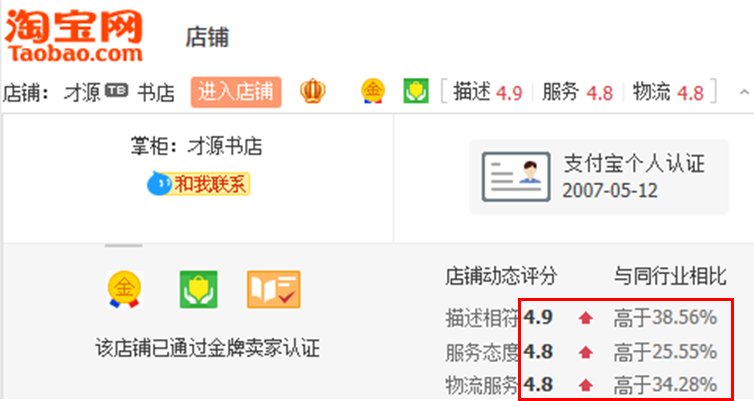 淘宝网
Taobao.com
店铺
店铺： 才源 TB 书店 进入店铺 金 [ 描述 4.9 服务 4.8 物流 4.8 ]
掌柜：才源书店
和我联系
支付宝个人认证
2007-05-12
金
该店铺已通过金牌卖家认证
店铺动态评分 与同行业相比
描述相符 4.9 高于38.56%
服务态度 4.8 高于25.55%
物流服务 4.8 高于34.28%